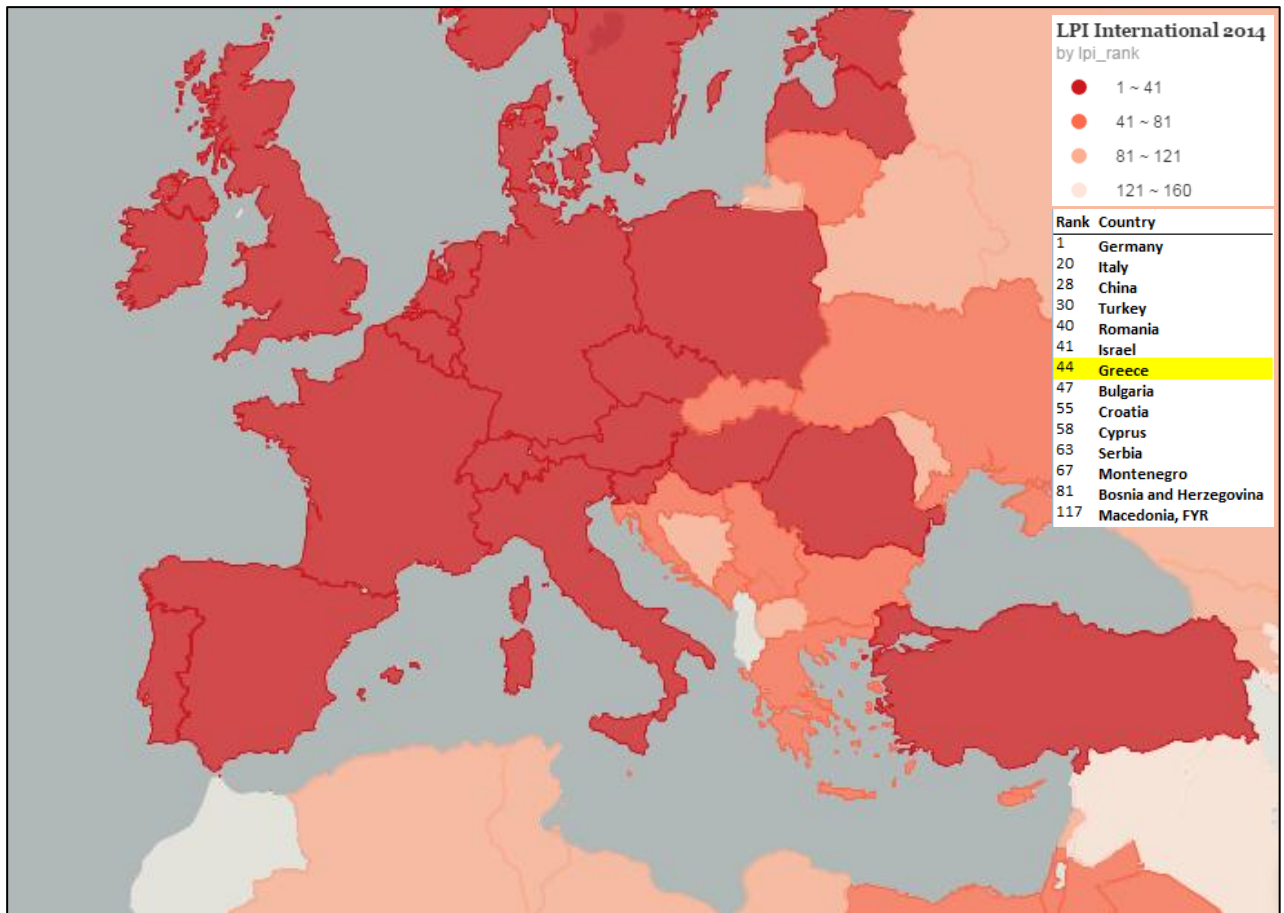 LPI International 2014
by lpi_rank
1 ~ 41
41 ~ 81
81 ~ 121
121 ~ 160
Rank Country
1 Germany
20 Italy
28 China
30 Turkey
40 Romania
41 Israel
44 Greece
47 Bulgaria
55 Croatia
58 Cyprus
63 Serbia
67 Montenegro
81 Bosnia and Herzegovina
117 Macedonia, FYR